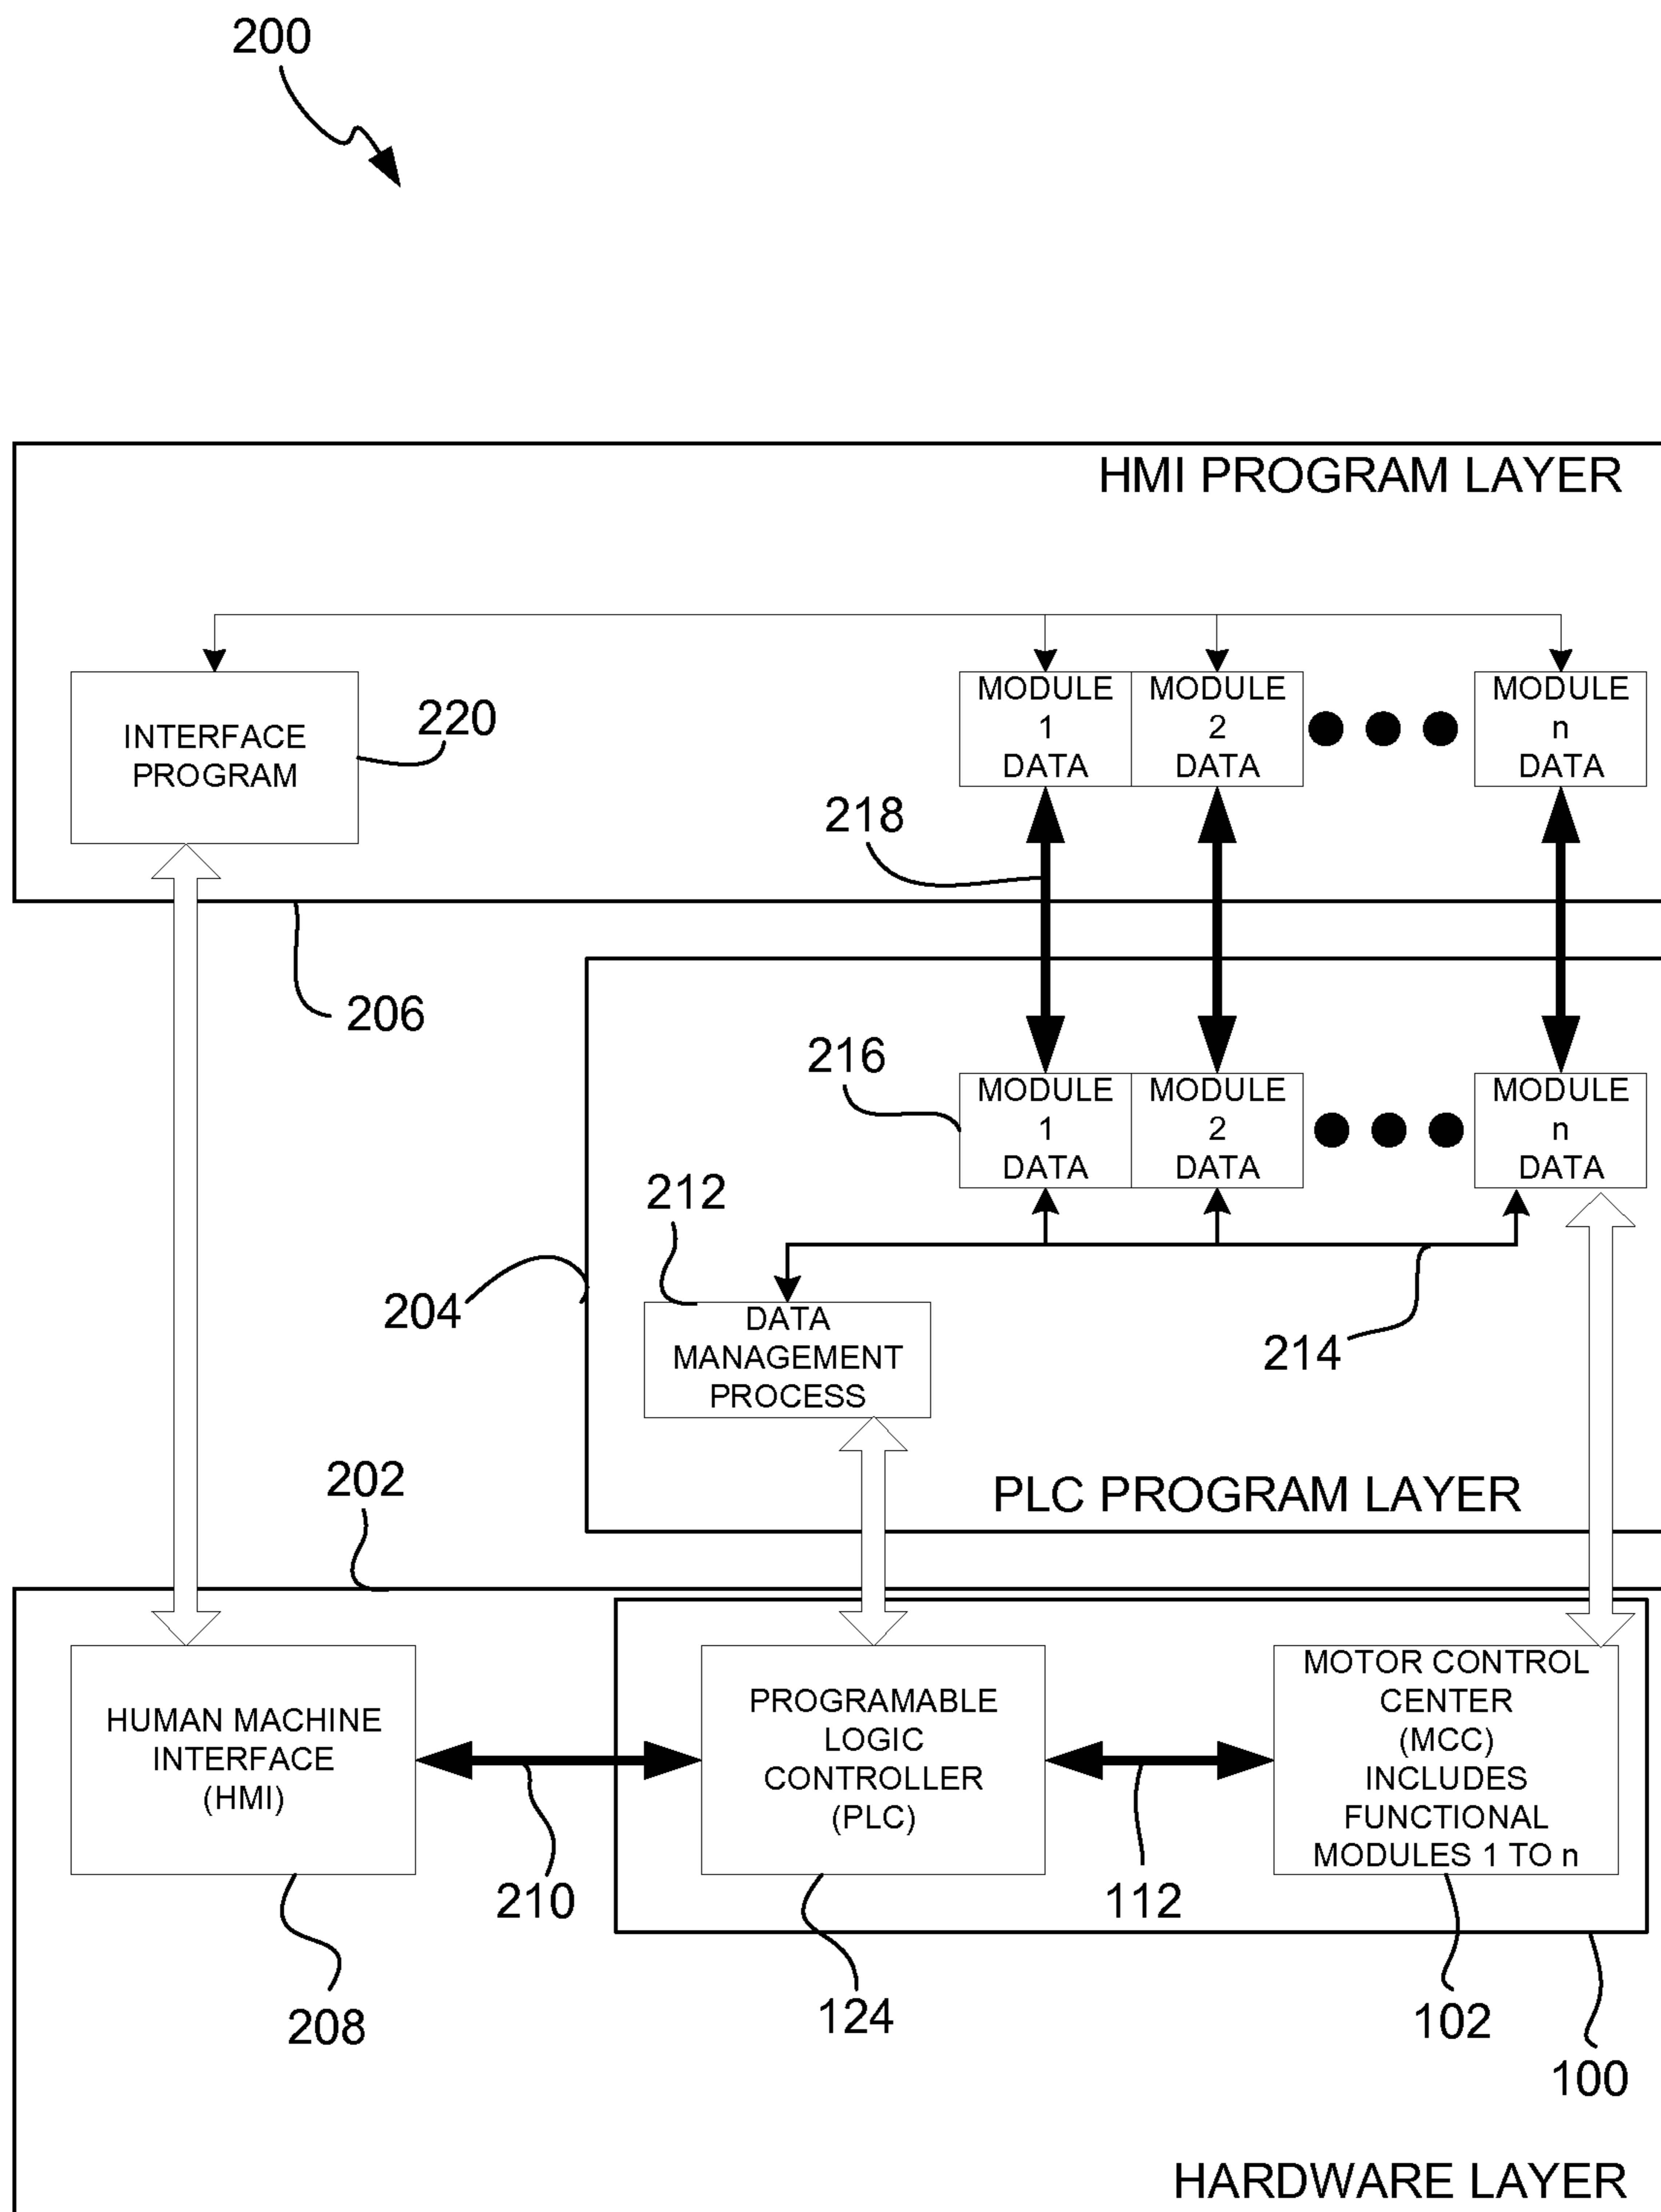 200
HMI PROGRAM LAYER
INTERFACE
PROGRAM
220
MODULE
1
DATA
MODULE
2
DATA
MODULE
n
DATA
218
206
216
MODULE
1
DATA
MODULE
2
DATA
MODULE
n
DATA
212
204
DATA
MANAGEMENT
PROCESS
214
PLC PROGRAM LAYER
202
HUMAN MACHINE
INTERFACE
(HMI)
PROGRAMABLE
LOGIC
CONTROLLER
(PLC)
MOTOR CONTROL
CENTER
(MCC)
INCLUDES
FUNCTIONAL
MODULES 1 TO n
210
112
208
124
102
100
HARDWARE LAYER